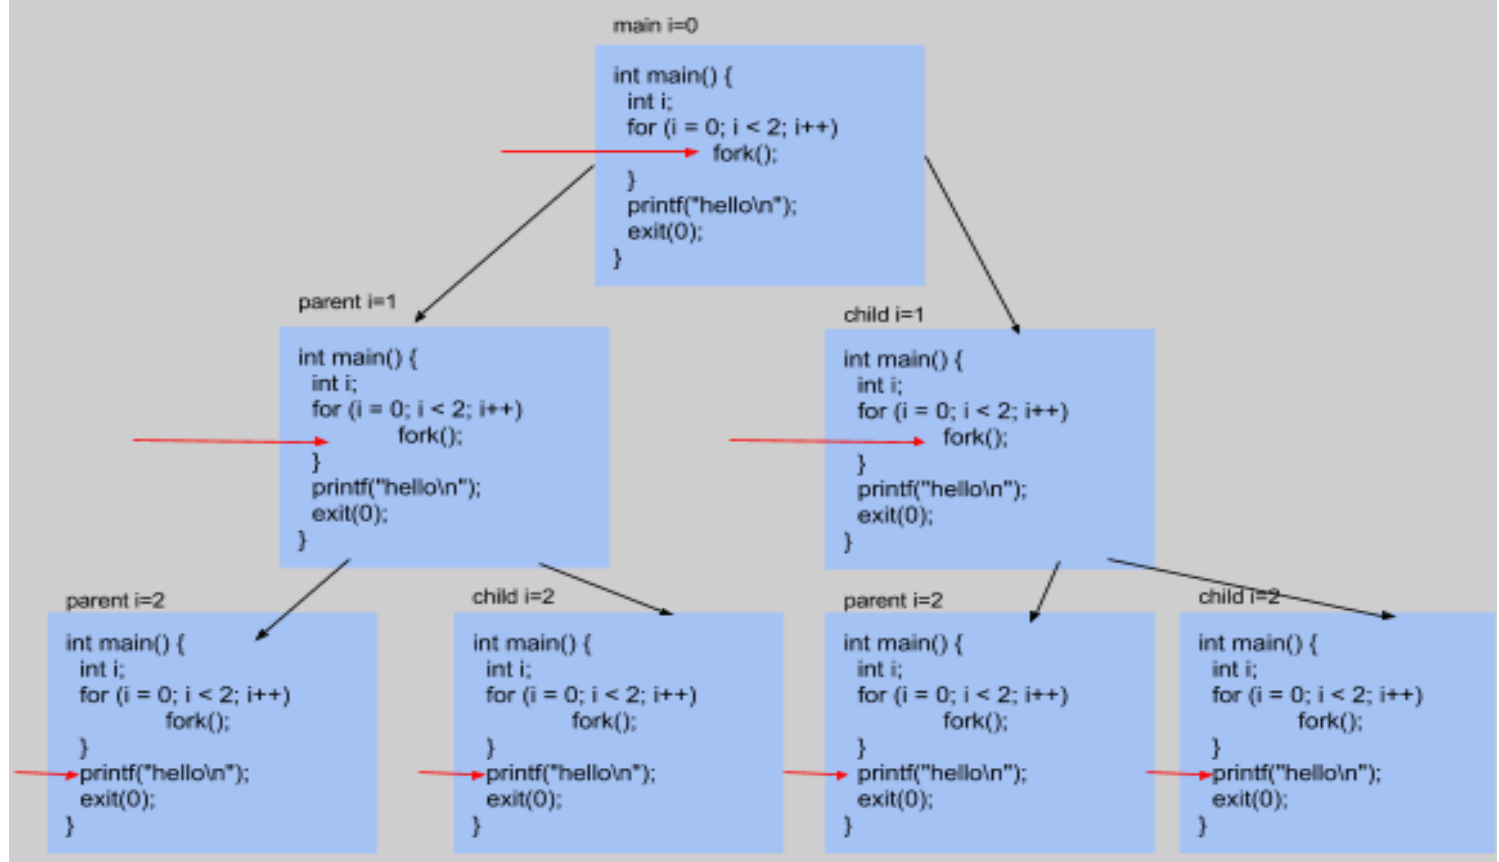 main i=0
int main() {
int i;
for (i = 0; i < 2; i++)
fork();
}
printf("hello\n");
exit(0);
}
parent i=1
int main() {
int i;
for (i = 0; i < 2; i++)
fork();
}
printf("hello\n");
exit(0);
}
child i=1
int main() {
int i;
for (i = 0; i < 2; i++)
fork();
}
printf("hello\n");
exit(0);
}
parent i=2
int main() {
int i;
for (i = 0; i < 2; i++)
fork();
}
printf("hello\n");
exit(0);
}
child i=2
int main() {
int i;
for (i = 0; i < 2; i++)
fork();
}
printf("hello\n");
exit(0);
}
parent i=2
int main() {
int i;
for (i = 0; i < 2; i++)
fork();
}
printf("hello\n");
exit(0);
}
child i=2
int main() {
int i;
for (i = 0; i < 2; i++)
fork();
}
printf("hello\n");
exit(0);
}